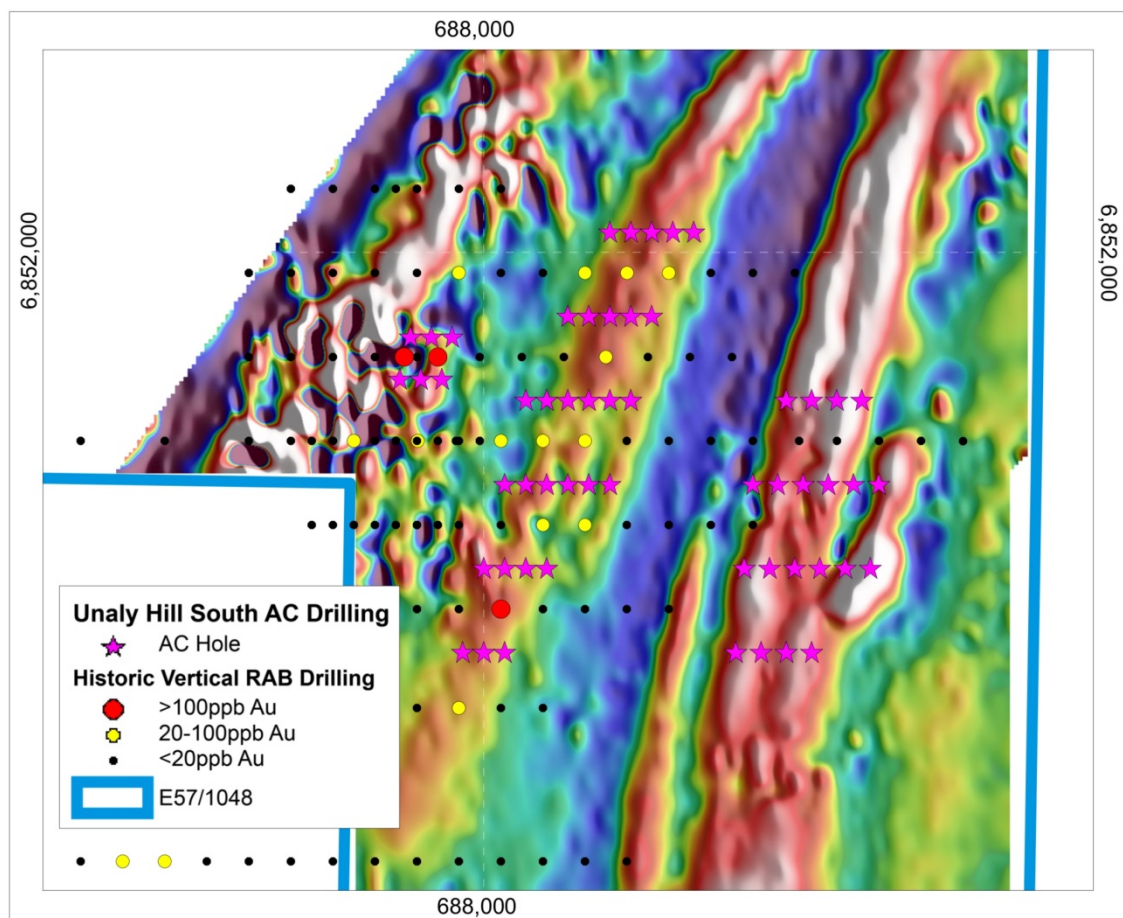 688,000
6,852,000
6,852,000
Unaly Hill South AC Drilling
AC Hole
Historic Vertical RAB Drilling
>100ppb Au
20-100ppb Au
<20ppb Au
E57/1048
688,000